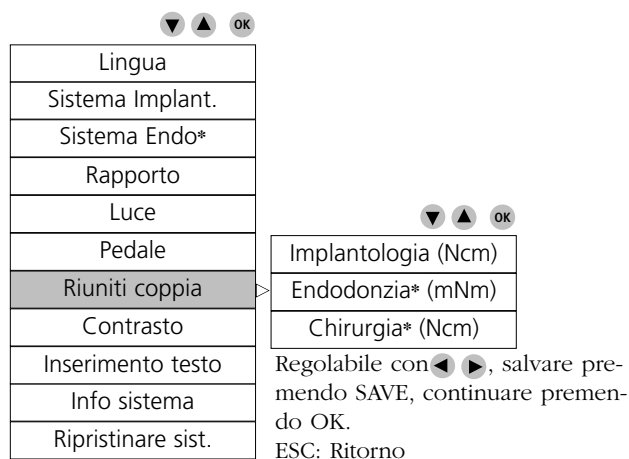 ▼ ▲ OK
Lingua
Sistema Implant.
Sistema Endo*
Rapporto
Luce
Pedale
Riuniti coppia
Contrasto
Inserimento testo
Info sistema
Ripristinare sist.
▼ ▲ OK
Implantologia (Ncm)
Endodonzia* (mNm)
Chirurgia* (Ncm)
Regolabile con ◀ ▶, salvare pre-
mendo SAVE, continuare premen-
do OK.
ESC: Ritorno